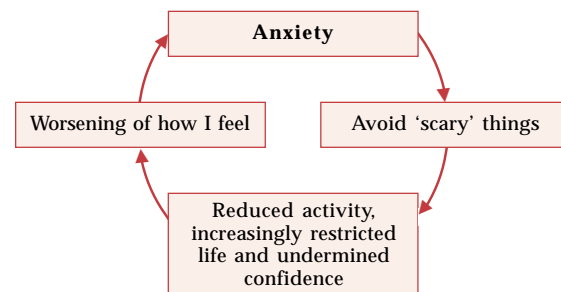 Anxiety
Avoid ‘scary’ things
Reduced activity,
increasingly restricted
life and undermined
confidence
Worsening of how I feel